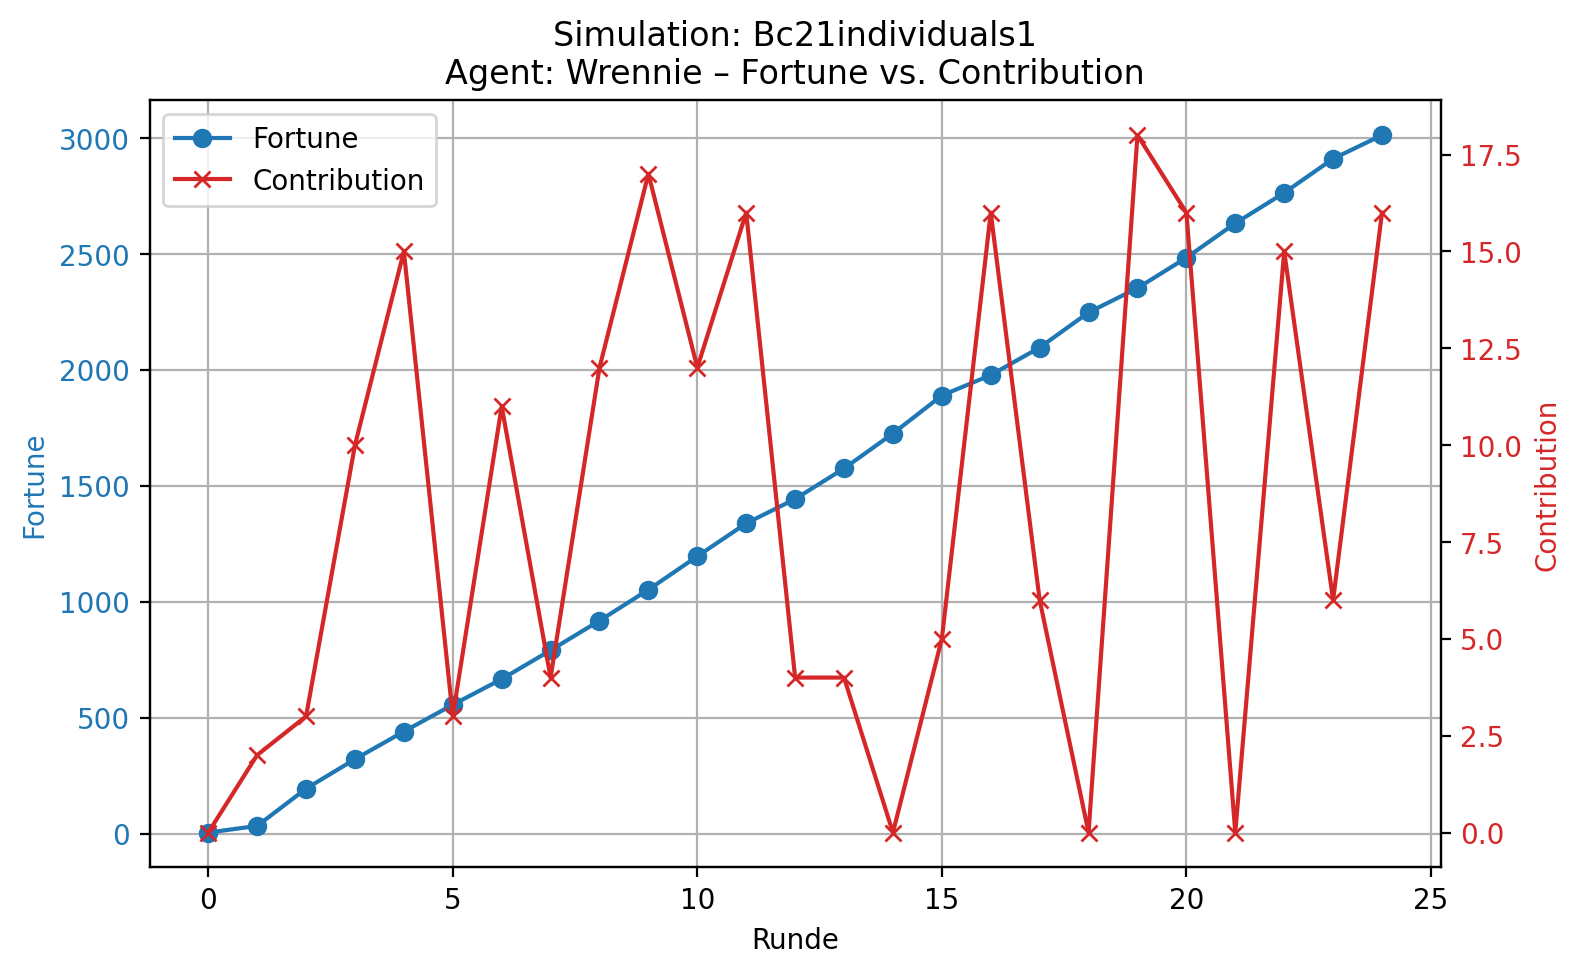 Simulation: Bc21individuals1
Agent: Wrennie – Fortune vs. Contribution
Fortune
Contribution
3000
2500
2000
1500
1000
500
0
Fortune
17.5
15.0
12.5
10.0
7.5
5.0
2.5
0.0
Contribution
0 5 10 15 20 25
Runde